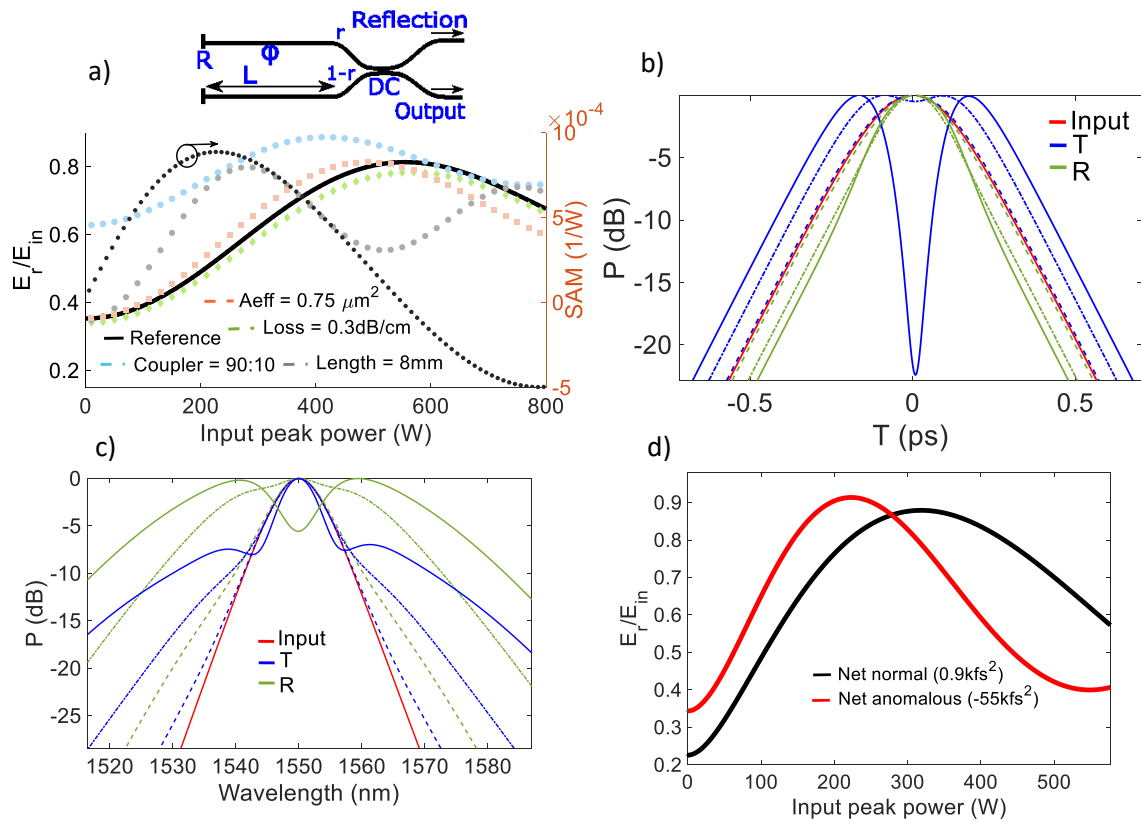 a)
Reflection
r
R
φ
L
1-r
DC
Output
×10⁻⁴
10
5
0
-5
SAM (1/W)
0.8
0.6
0.4
0.2
E_r/E_in
Aeff = 0.75 μm²
Loss = 0.3dB/cm
Reference
Coupler = 90:10
Length = 8mm
0 200 400 600 800
Input peak power (W)
b)
-5
-10
-15
-20
P (dB)
Input
T
R
-0.5 0 0.5
T (ps)
c)
0
-5
-10
-15
-20
-25
P (dB)
Input
T
R
1520 1530 1540 1550 1560 1570 1580
Wavelength (nm)
d)
0.9
0.8
0.7
0.6
0.5
0.4
0.3
0.2
E_r/E_in
Net normal (0.9kfs²)
Net anomalous (-55kfs²)
0 100 200 300 400 500
Input peak power (W)